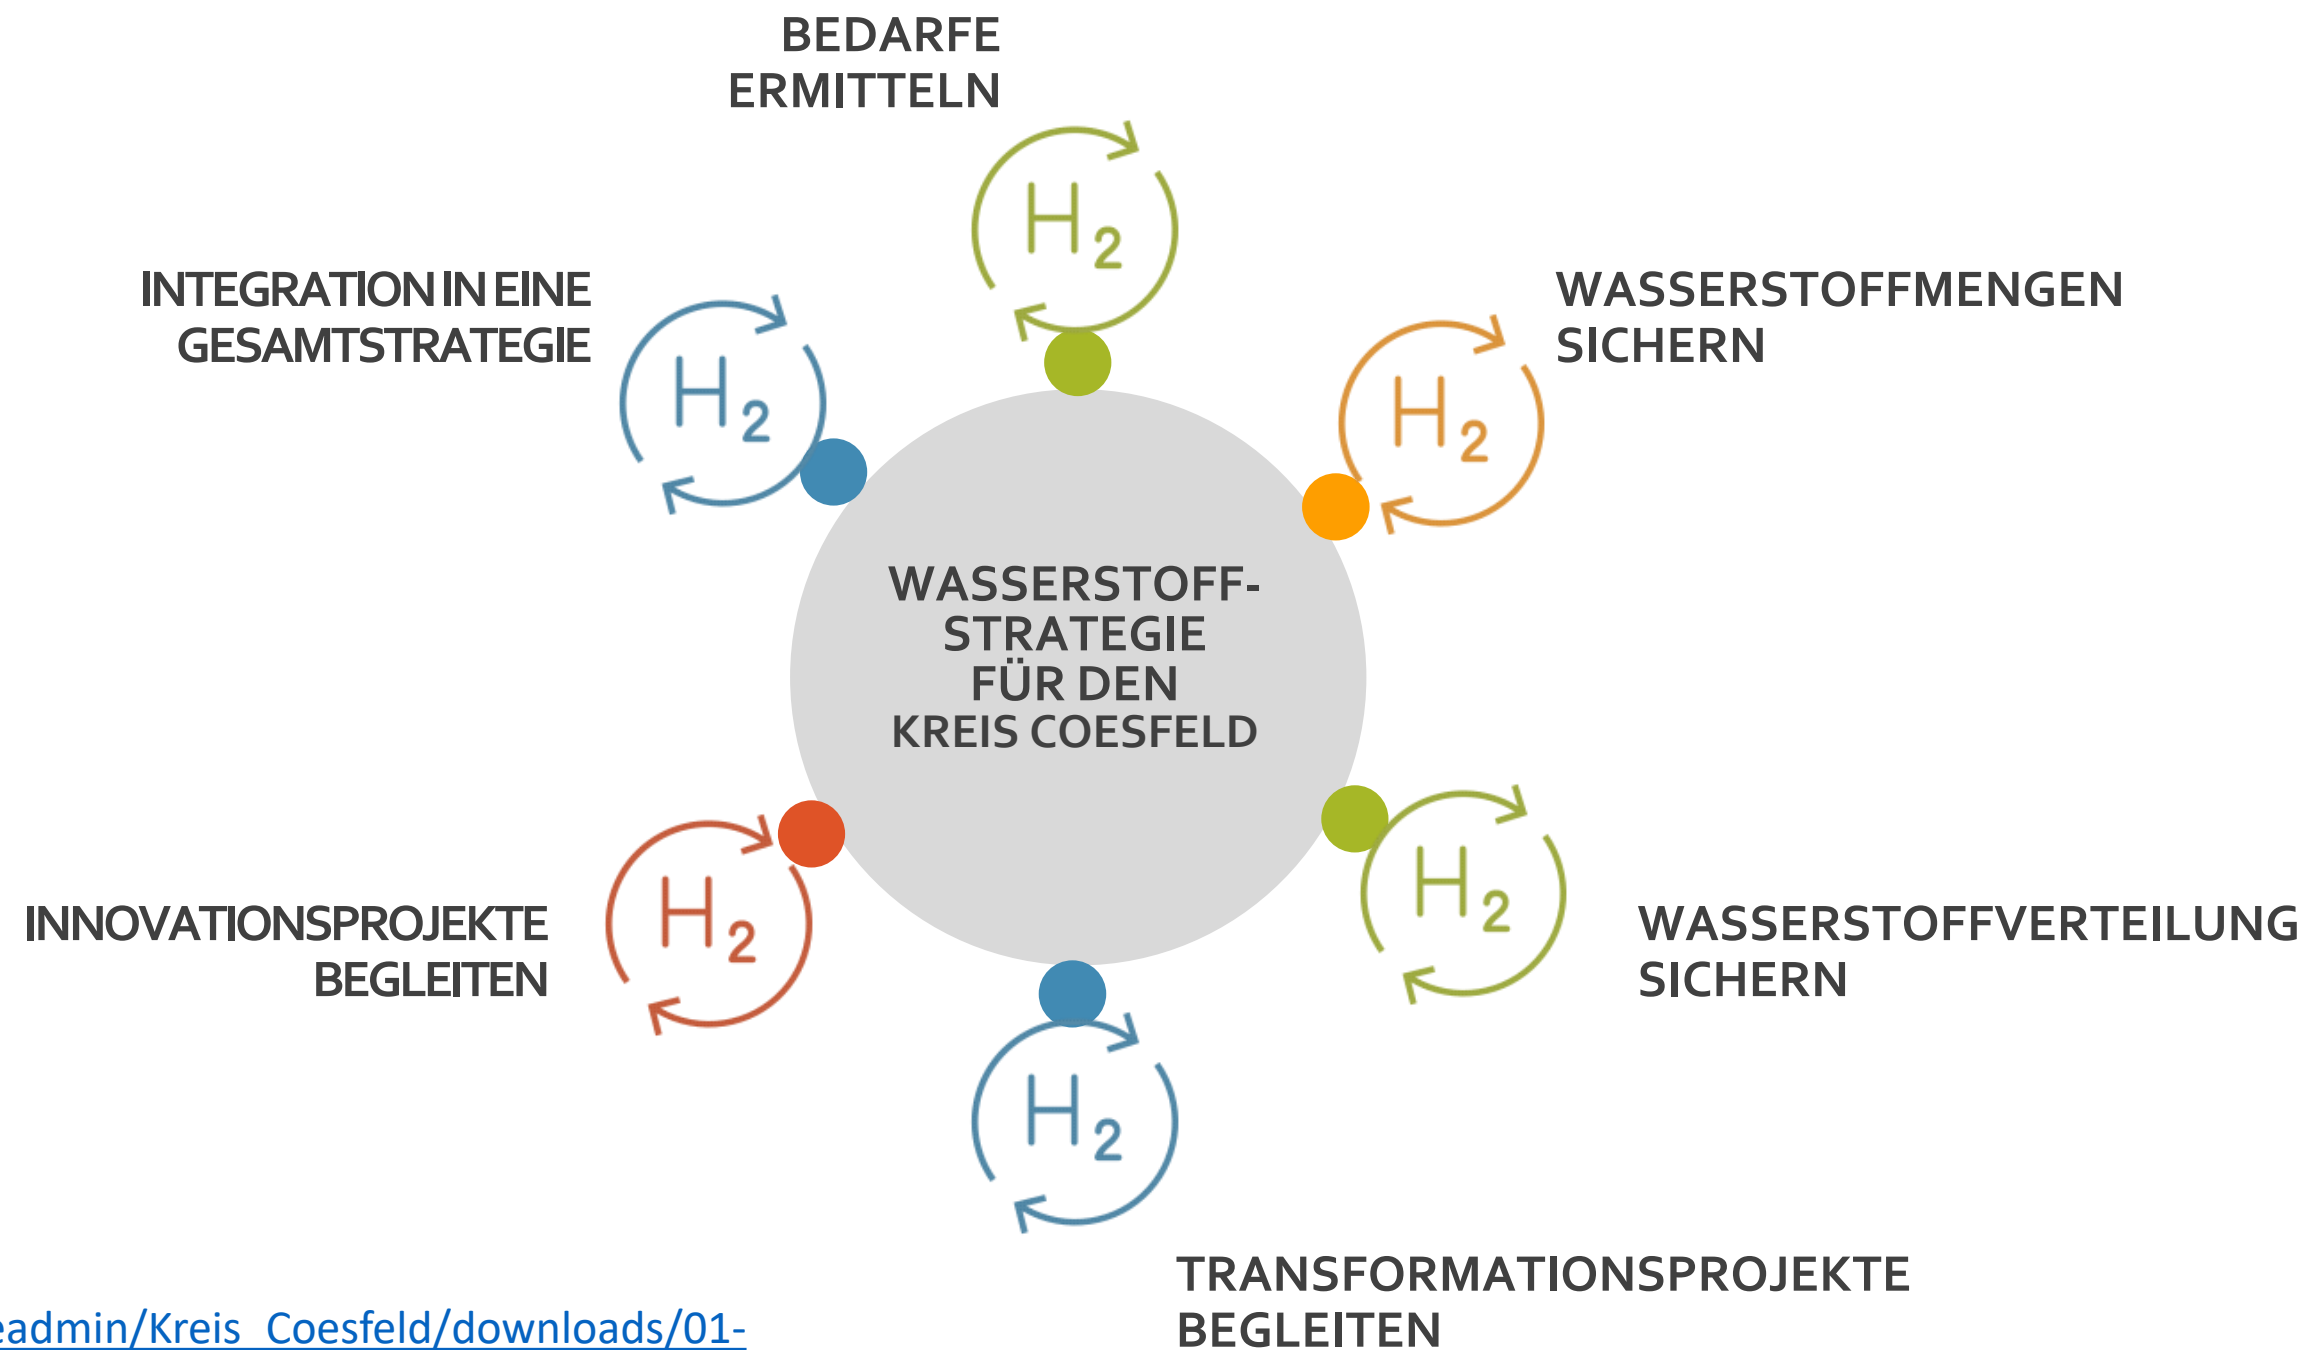 BEDARFE
ERMITTELN
H2
INTEGRATION IN EINE
GESAMTSTRATEGIE
H2
WASSERSTOFFMENGEN
SICHERN
H2
WASSERSTOFF-
STRATEGIE
FÜR DEN
KREIS COESFELD
INNOVATIONSPROJEKTE
BEGLEITEN
H2
WASSERSTOFFVERTEILUNG
SICHERN
H2
H2
TRANSFORMATIONSPROJEKTE
BEGLEITEN
eadmin/Kreis_Coesfeld/downloads/01-